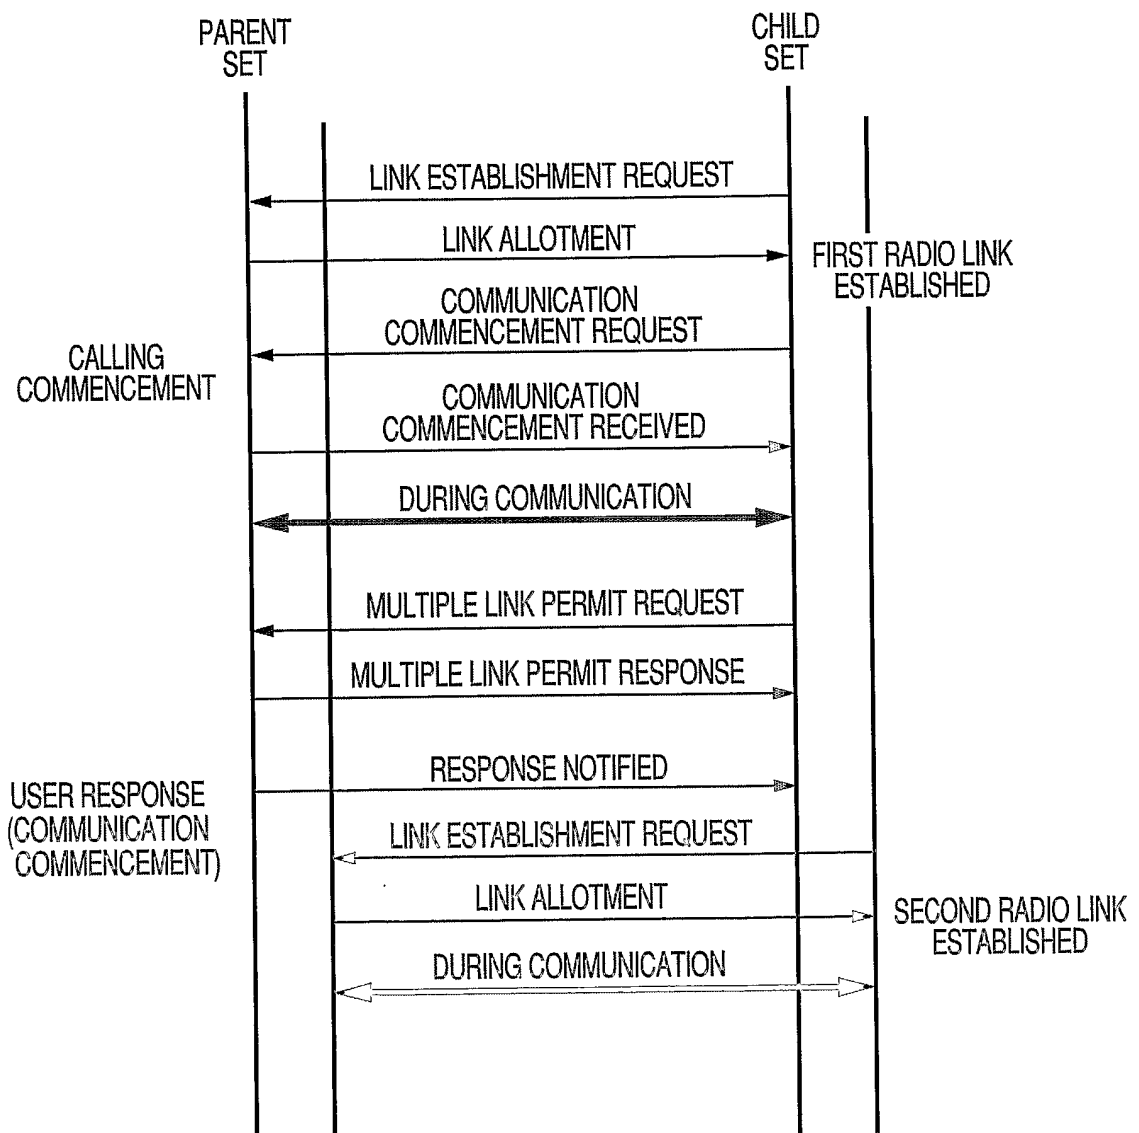 PARENT
SET
CHILD
SET
LINK ESTABLISHMENT REQUEST
LINK ALLOTMENT
FIRST RADIO LINK
ESTABLISHED
COMMUNICATION
COMMENCEMENT REQUEST
CALLING
COMMENCEMENT
COMMUNICATION
COMMENCEMENT RECEIVED
DURING COMMUNICATION
MULTIPLE LINK PERMIT REQUEST
MULTIPLE LINK PERMIT RESPONSE
RESPONSE NOTIFIED
USER RESPONSE
(COMMUNICATION
COMMENCEMENT)
LINK ESTABLISHMENT REQUEST
LINK ALLOTMENT
SECOND RADIO LINK
ESTABLISHED
DURING COMMUNICATION